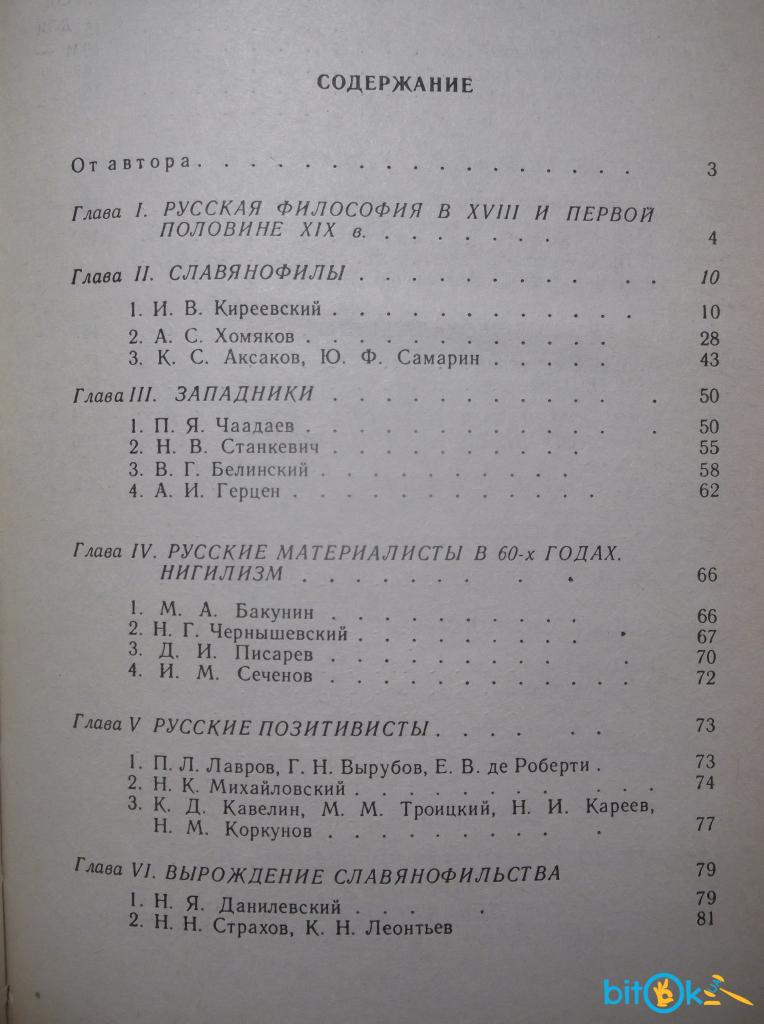 СОДЕРЖАНИЕ
От автора . . . . . . . . . . . . . . . . . 3
Глава I. РУССКАЯ ФИЛОСОФИЯ В XVIII И ПЕРВОЙ
ПОЛОВИНЕ XIX в. . . . . . . . 4
Глава II. СЛАВЯНОФИЛЫ . . . . . . . . . . . . . 10
1. И. В. Киреевский . . . . . . . . . . . . 10
2. А. С. Хомяков . . . . . . . . . . . . 28
3. К. С. Аксаков, Ю. Ф. Самарин . . . . . 43
Глава III. ЗАПАДНИКИ . . . . . . . . . . . . . 50
1. П. Я. Чаадаев . . . . . . . . . . . . . 50
2. Н. В. Станкевич . . . . . . . . . . . 55
3. В. Г. Белинский . . . . . . . . . . 58
4. А. И. Герцен . . . . . . . . . . . . 62
Глава IV. РУССКИЕ МАТЕРИАЛИСТЫ В 60-х ГОДАХ.
НИГИЛИЗМ . . . . . . . . . 66
1. М. А. Бакунин . . . . . . . . . . 66
2. Н. Г. Чернышевский . . . . . . . . . . 67
3. Д. И. Писарев . . . . . . . . . . . 70
4. И. М. Сеченов . . . . . . . . . . . . 72
Глава V РУССКИЕ ПОЗИТИВИСТЫ . . . . . . . 73
1. П. Л. Лавров, Г. Н. Вырубов, Е. В. де Роберти . 73
2. Н. К. Михайловский . . . . . . . . . . . 74
3. К. Д. Кавелин, М. М. Троицкий, Н. И. Кареев,
Н. М. Коркунов . . . . . . . . . . 77
Глава VI. ВЫРОЖДЕНИЕ СЛАВЯНОФИЛЬСТВА 79
1. Н. Я. Данилевский . . . . 79
2. Н. Н. Страхов, К. Н. Леонтьев 81
bitOk.UA